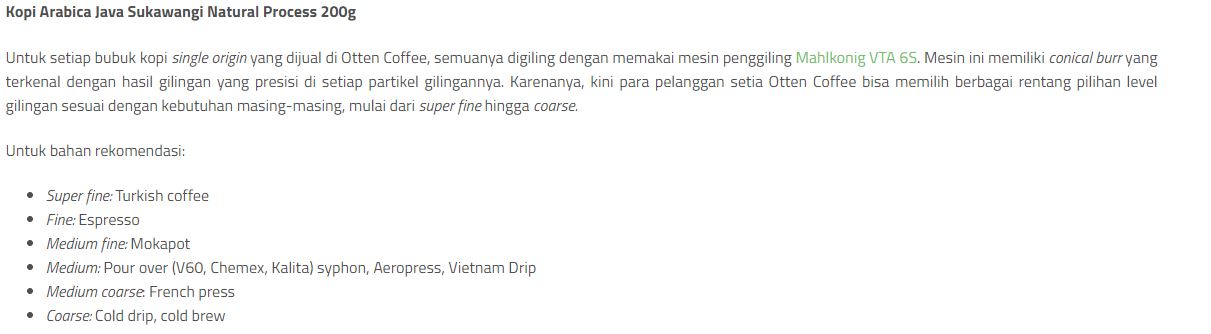 Kopi Arabica Java Sukawangi Natural Process 200g
Untuk setiap bubuk kopi single origin yang dijual di Otten Coffee, semuanya digiling dengan memakai mesin penggiling Mahlkonig VTA 6S. Mesin ini memiliki conical burr yang
terkenal dengan hasil gilingan yang presisi di setiap partikel gilingannya. Karenanya, kini para pelanggan setia Otten Coffee bisa memilih berbagai rentang pilihan level
gilingan sesuai dengan kebutuhan masing-masing, mulai dari super fine hingga coarse.
Untuk bahan rekomendasi:
• Super fine: Turkish coffee
• Fine: Espresso
• Medium fine: Mokapot
• Medium: Pour over (V60, Chemex, Kalita) syphon, Aeropress, Vietnam Drip
• Medium coarse: French press
• Coarse: Cold drip, cold brew